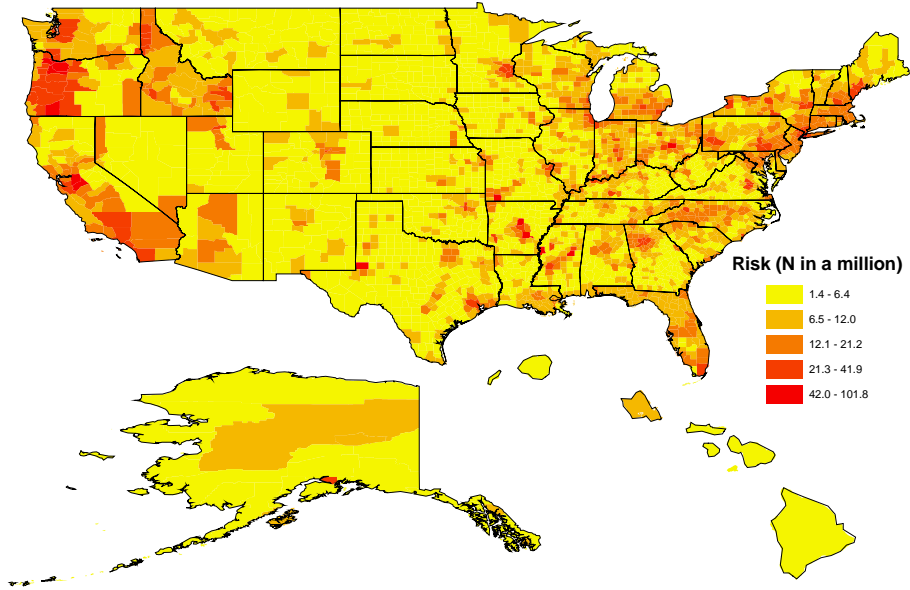 Risk (N in a million)
1.4 - 6.4
6.5 - 12.0
12.1 - 21.2
21.3 - 41.9
42.0 - 101.8